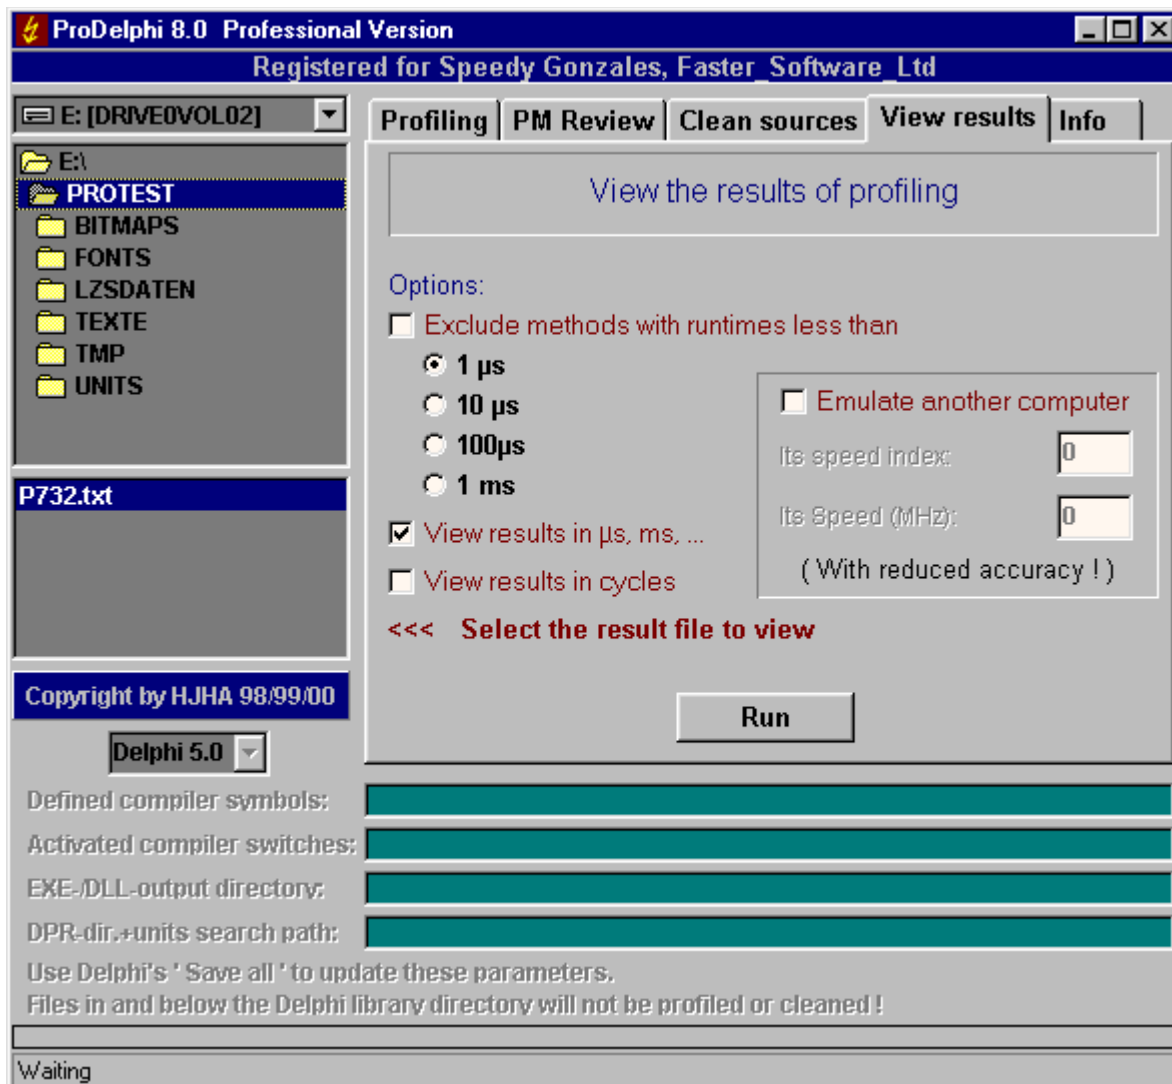 ProDelphi 8.0 Professional Version
Registered for Speedy Gonzales, Faster_Software_Ltd
E: [DRIVE0VOL02]
E:\
PROTEST
BITMAPS
FONTS
LZSDATEN
TEXTE
TMP
UNITS
P732.txt
Copyright by HJHA 98/99/00
Delphi 5.0
Profiling
PM Review
Clean sources
View results
Info
View the results of profiling
Options:
Exclude methods with runtimes less than
1 µs
10 µs
100µs
1 ms
View results in µs, ms, ...
View results in cycles
Emulate another computer
Its speed index:
0
Its Speed (MHz):
0
( With reduced accuracy ! )
<<< Select the result file to view
Run
Defined compiler symbols:
Activated compiler switches:
EXE-/DLL-output directory:
DPR-dir.+units search path:
Use Delphi's ' Save all ' to update these parameters.
Files in and below the Delphi library directory will not be profiled or cleaned !
Waiting